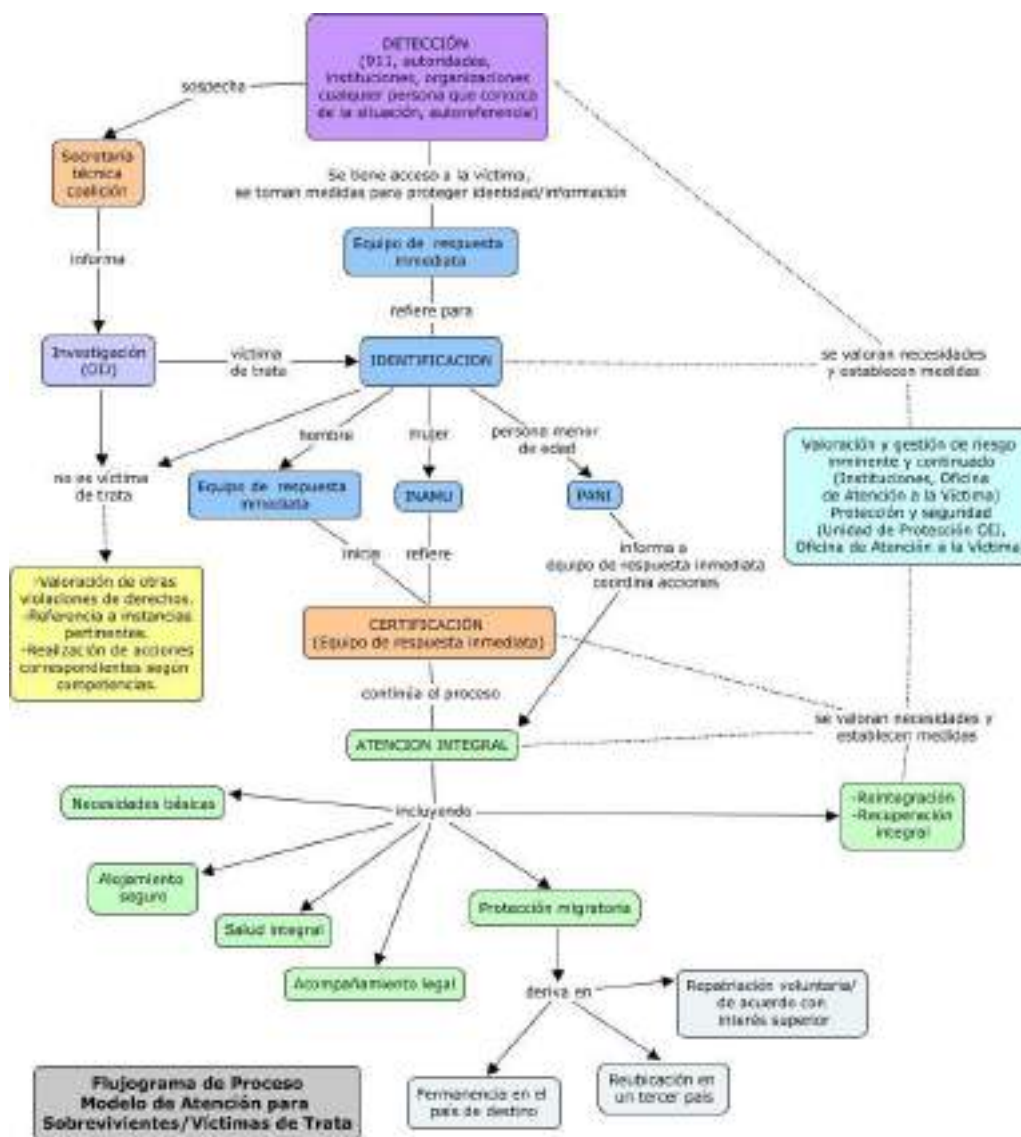 DETECCIÓN
(911, autoridades,
instituciones, organizaciones
cualquier persona que conozca
de la situación, autoreferencia)
sospecha
Secretaría
técnica
coalición
Se tiene acceso a la víctima,
se toman medidas para proteger identidad/información
Equipo de respuesta
inmediata
informa
refiere para
Investigación
(OIJ)
víctima
de trata
IDENTIFICACION
se valoran necesidades
y establecen medidas
hombre
mujer
persona menor
de edad
no es víctima
de trata
Equipo de respuesta
inmediata
INAMU
PANI
Valoración y gestión de riesgo
inminente y continuado
(Instituciones, Oficina
de Atención a la Víctima)
Protección y seguridad
(Unidad de Protección OIJ,
Oficina de Atención a la Víctima
inicia
refiere
informa a
equipo de respuesta inmediata
coordina acciones
-Valoración de otras
violaciones de derechos.
-Referencia a instancias
pertinentes.
-Realización de acciones
correspondientes según
competencias.
CERTIFICACIÓN
(Equipo de respuesta inmediata)
continúa el proceso
se valoran necesidades y
establecen medidas
ATENCION INTEGRAL
Necesidades básicas
incluyendo
-Reintegración
-Recuperación
integral
Alojamiento
seguro
Salud integral
Protección migratoria
Acompañamiento legal
deriva en
Repatriación voluntaria/
de acuerdo con
interés superior
Permanencia en el
país de destino
Reubicación en
un tercer país
Flujograma de Proceso
Modelo de Atención para
Sobrevivientes/Víctimas de Trata